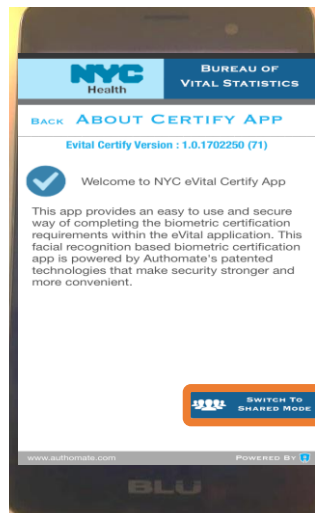 NYC
Health
BUREAU OF
VITAL STATISTICS
BACK ABOUT CERTIFY APP
Evital Certify Version : 1.0.1702250 (71)
Welcome to NYC eVital Certify App
This app provides an easy to use and secure
way of completing the biometric certification
requirements within the eVital application. This
facial recognition based biometric certification
app is powered by Authomate's patented
technologies that make security stronger and
more convenient.
SWITCH TO
SHARED MODE
www.authomate.com POWERED BY
BLU